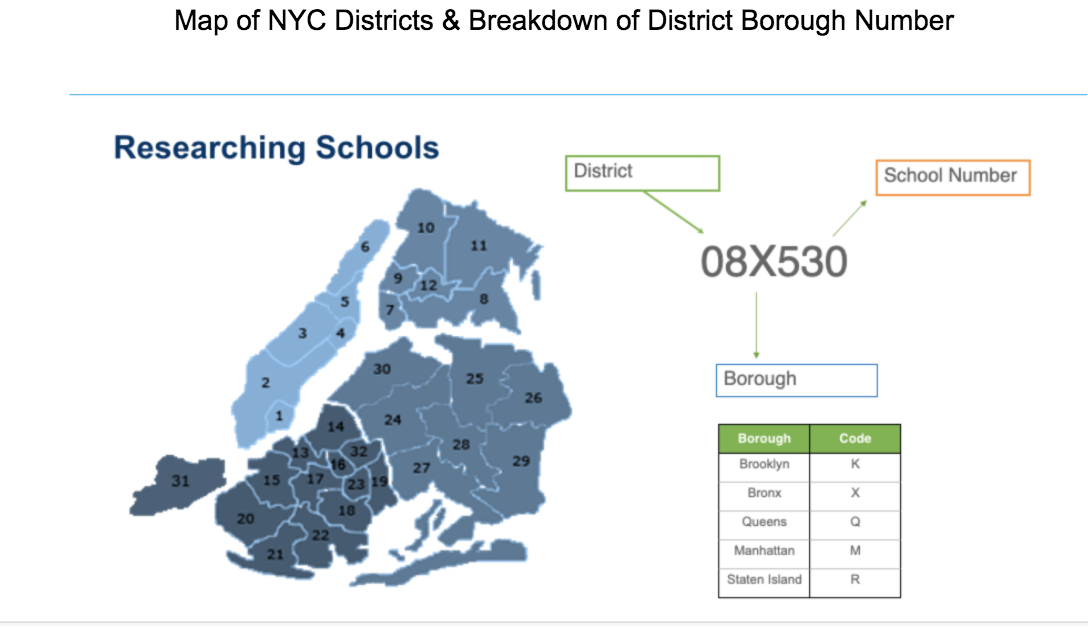 Map of NYC Districts & Breakdown of District Borough Number
Researching Schools
District
School Number
08X530
Borough
Borough Code
Brooklyn K
Bronx X
Queens Q
Manhattan M
Staten Island R
10
6
11
9
12
5
8
7
3
4
30
25
2
26
1
24
14
28
13
32
16
29
27
31
15
17
23
19
18
20
22
21